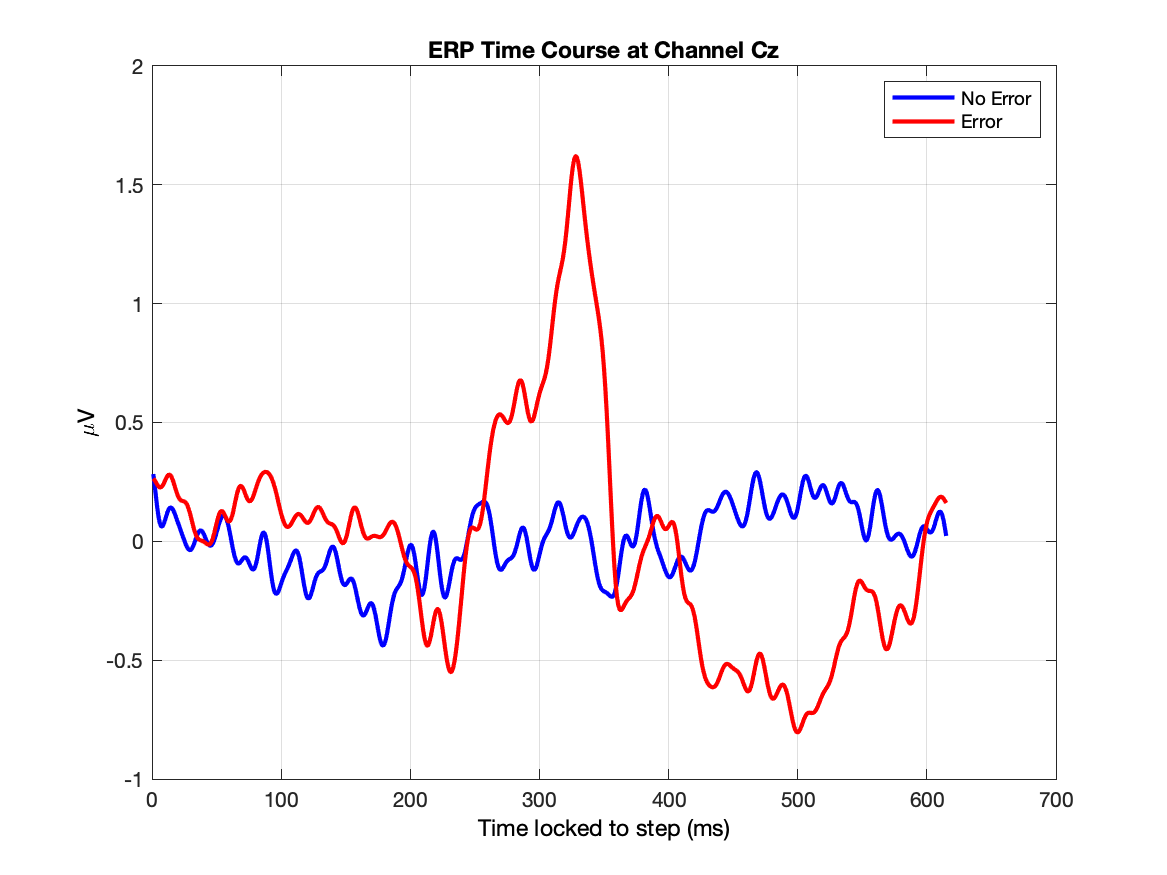 ERP Time Course at Channel Cz
No Error
Error
2
1.5
1
0.5
0
-0.5
-1
μV
0 100 200 300 400 500 600 700
Time locked to step (ms)